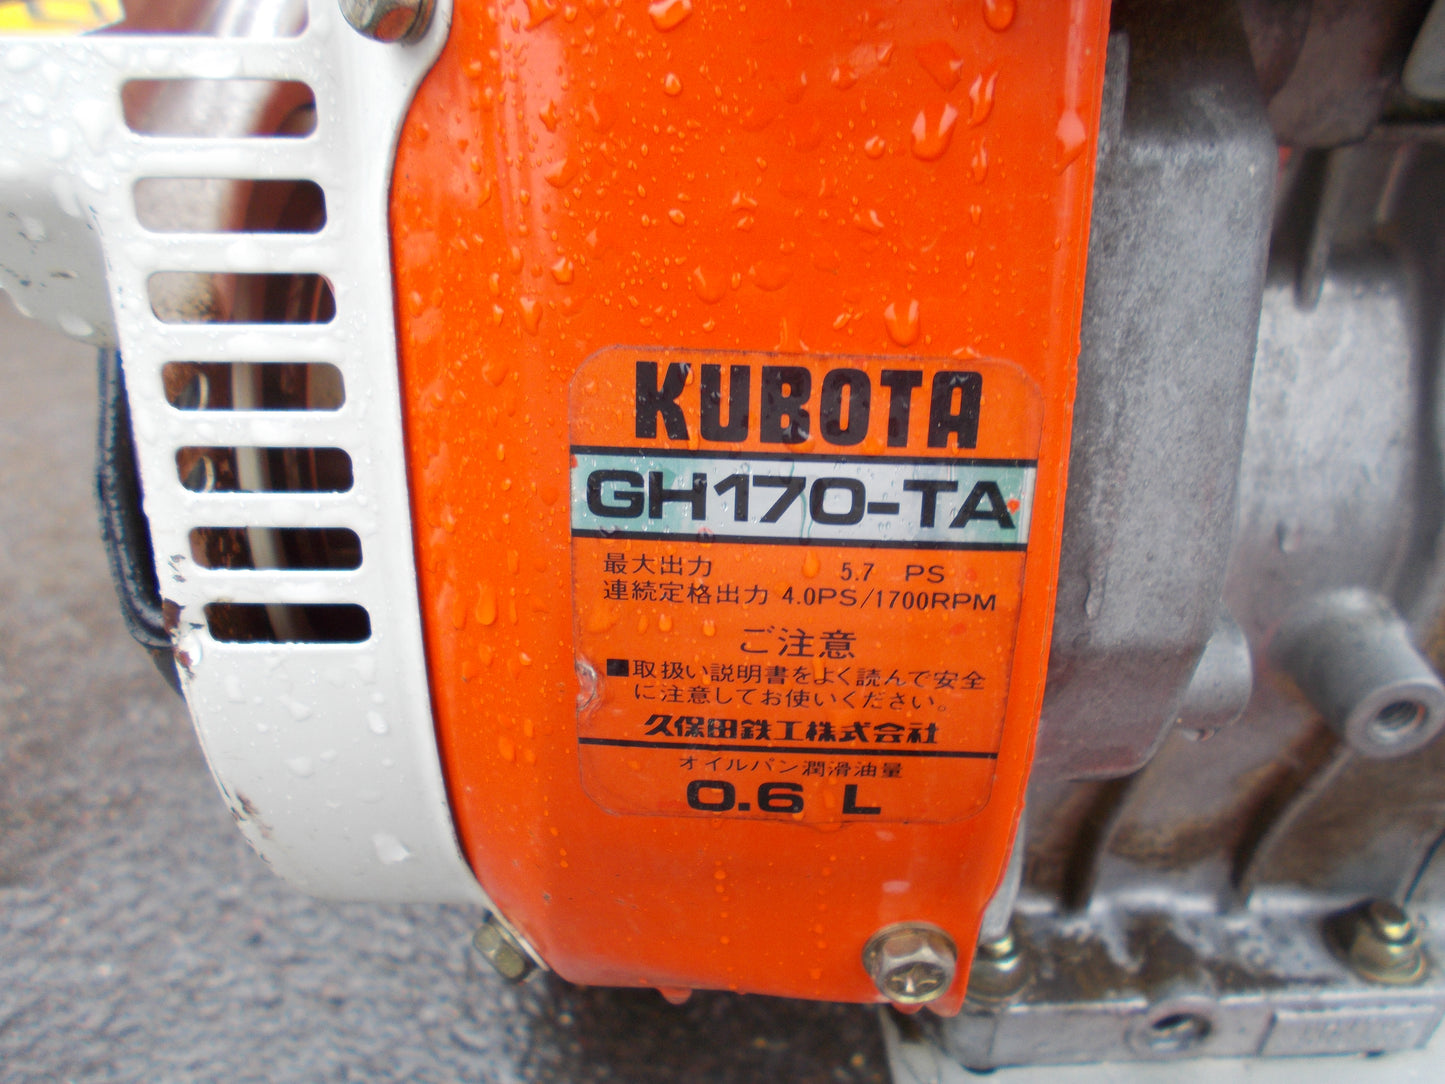 KUBOTA
GH170-TA
最大出力 5.7 PS
連続定格出力 4.0PS/1700RPM
ご注意
■取扱い説明書をよく読んで安全
に注意してお使いください。
久保田鉄工株式会社
オイルパン潤滑油量
0.6 L